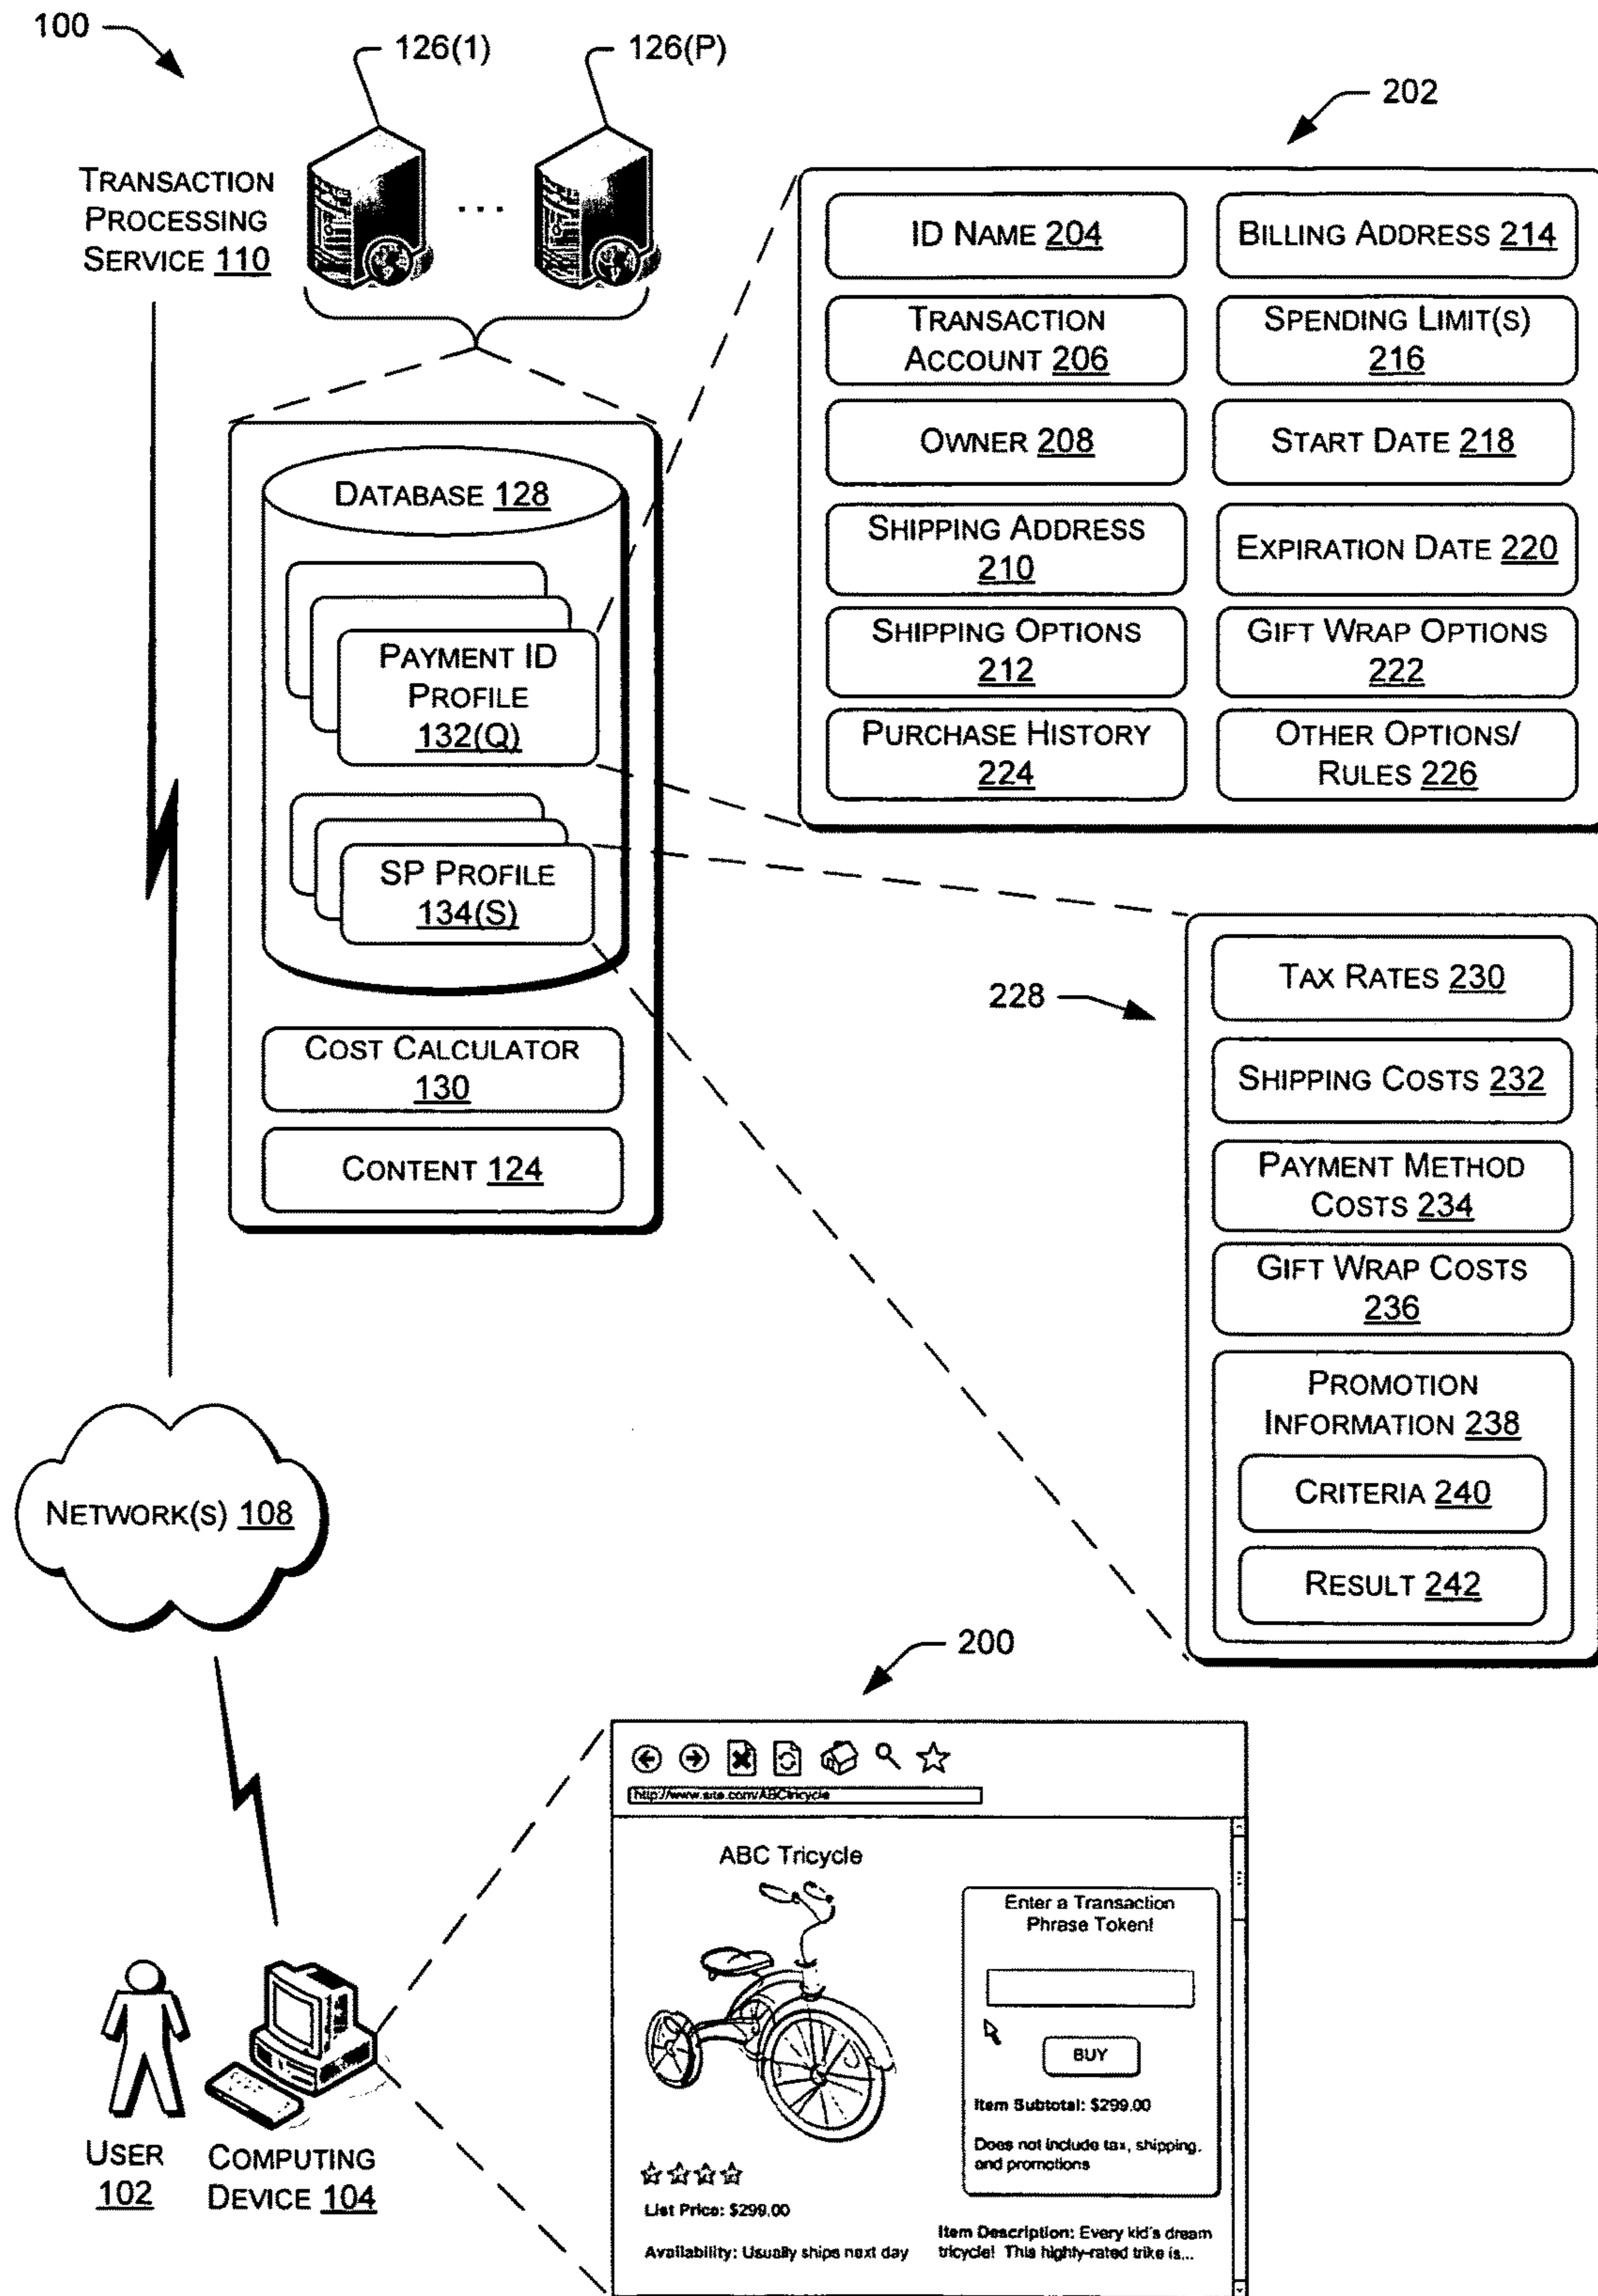 100
126(1)
126(P)
TRANSACTION
PROCESSING
SERVICE 110
...
202
ID NAME 204
BILLING ADDRESS 214
TRANSACTION
ACCOUNT 206
SPENDING LIMIT(S)
216
OWNER 208
START DATE 218
SHIPPING ADDRESS
210
EXPIRATION DATE 220
SHIPPING OPTIONS
212
GIFT WRAP OPTIONS
222
PURCHASE HISTORY
224
OTHER OPTIONS/
RULES 226
DATABASE 128
PAYMENT ID
PROFILE
132(Q)
SP PROFILE
134(S)
COST CALCULATOR
130
CONTENT 124
228
TAX RATES 230
SHIPPING COSTS 232
PAYMENT METHOD
COSTS 234
GIFT WRAP COSTS
236
PROMOTION
INFORMATION 238
CRITERIA 240
RESULT 242
NETWORK(S) 108
200
http://www.site.com/ABCtricycle
ABC Tricycle
Enter a Transaction
Phrase Token!
BUY
Item Subtotal: $299.00
Does not include tax, shipping,
and promotions
List Price: $299.00
Availability: Usually ships next day
Item Description: Every kid's dream
tricycle! This highly-rated trike is...
USER
102
COMPUTING
DEVICE 104